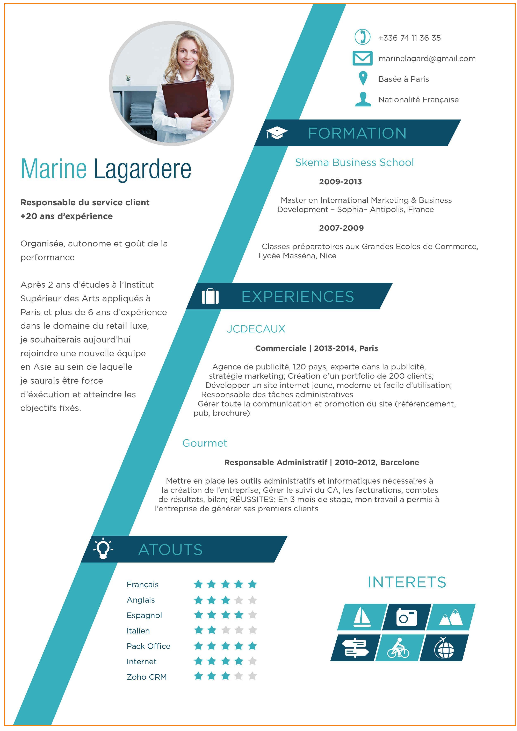 +336 74 11 36 35
marinelagard@gmail.com
Basée à Paris
Nationalité Française
Marine Lagardere
Responsable du service client
+20 ans d'expérience
Organisée, autonome et goût de la
performance
Après 2 ans d'études à l'Institut
Supérieur des Arts appliqués à
Paris et plus de 6 ans d'expérience
dans le domaine du retail luxe,
je souhaiterais aujourd'hui
rejoindre une nouvelle équipe
en Asie au sein de laquelle
je saurais être force
d'éxécution et atteindre les
objectifs fixés.
FORMATION
Skema Business School
2009-2013
Master en International Marketing & Business
Development – Sophia– Antipolis, France
2007-2009
Classes préparatoires aux Grandes Ecoles de Commerce,
Lycée Masséna, Nice
EXPERIENCES
JCDECAUX
Commerciale | 2013-2014, Paris
Agence de publicité, 120 pays, experte dans la publicité,
stratégie marketing; Création d'un portfolio de 200 clients;
Développer un site internet jeune, moderne et facile d'utilisation;
Responsable des tâches administratives
Gérer toute la communication et promotion du site (référencement,
pub, brochure)
Gourmet
Responsable Administratif | 2010-2012, Barcelone
Mettre en place les outils administratifs et informatiques nécessaires à
la création de l'entreprise; Gérer le suivi du CA, les facturations, comptes
de résultats, bilan; RÉUSSITES: En 3 mois de stage, mon travail a permis à
l'entreprise de générer ses premiers clients
ATOUTS
Francais
Anglais
Espagnol
Italien
Pack Office
Internet
Zoho CRM
INTERETS